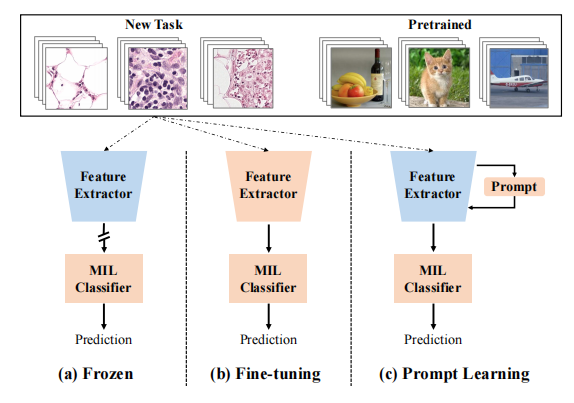 New Task
Pretrained
Feature
Extractor
Feature
Extractor
Feature
Extractor
Prompt
MIL
Classifier
MIL
Classifier
MIL
Classifier
Prediction
Prediction
Prediction
(a) Frozen
(b) Fine-tuning
(c) Prompt Learning